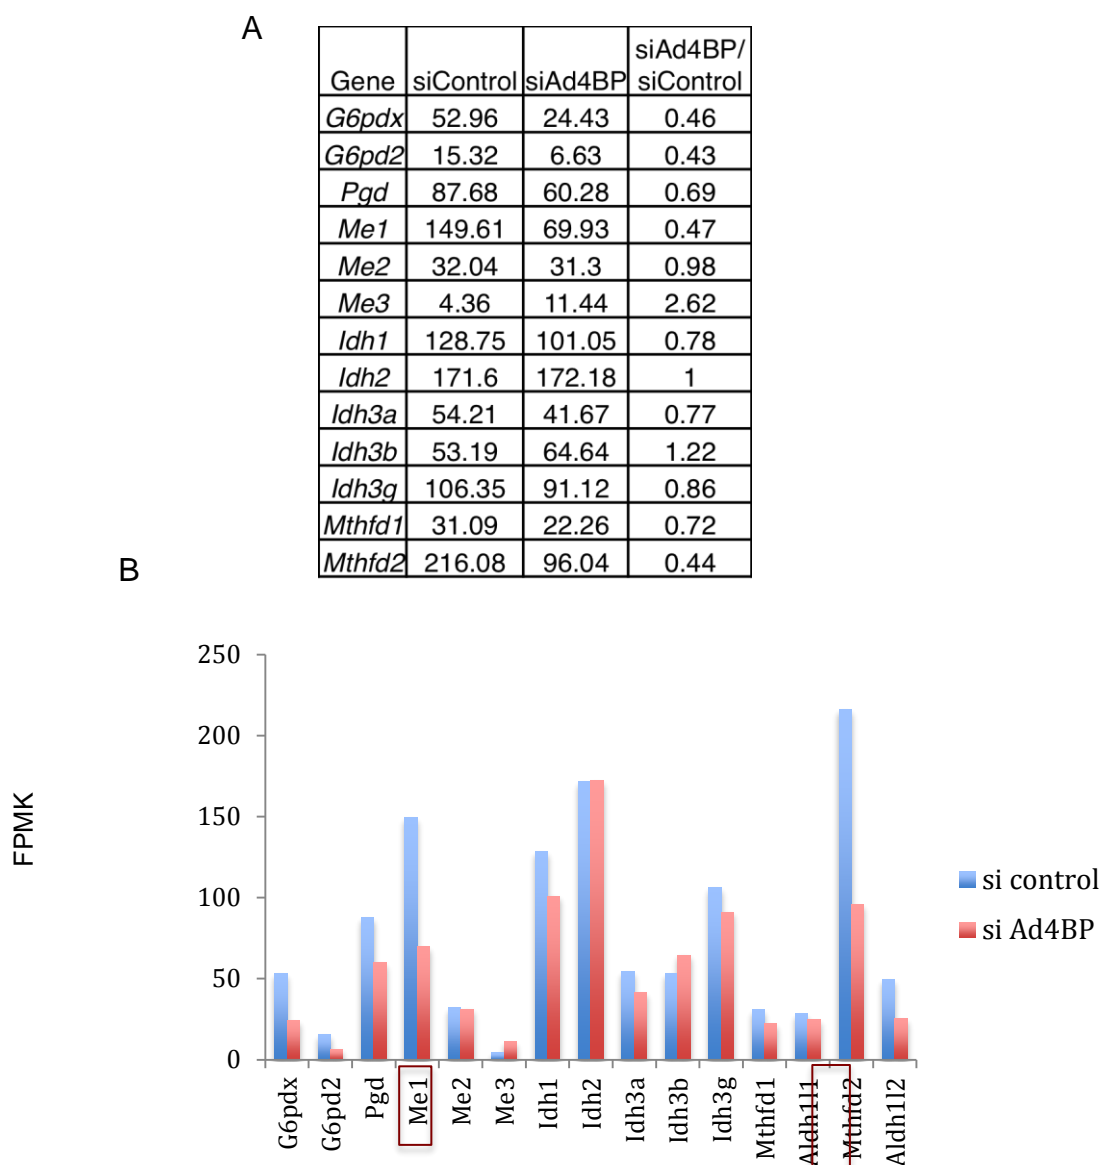 A
Gene siControl siAd4BP siAd4BP/
siControl
G6pdx 52.96 24.43 0.46
G6pd2 15.32 6.63 0.43
Pgd 87.68 60.28 0.69
Me1 149.61 69.93 0.47
Me2 32.04 31.3 0.98
Me3 4.36 11.44 2.62
Idh1 128.75 101.05 0.78
Idh2 171.6 172.18 1
Idh3a 54.21 41.67 0.77
Idh3b 53.19 64.64 1.22
Idh3g 106.35 91.12 0.86
Mthfd1 31.09 22.26 0.72
Mthfd2 216.08 96.04 0.44
B
FPMK
250
200
150
100
50
0
G6pdx
G6pd2
Pgd
Me1
Me2
Me3
Idh1
Idh2
Idh3a
Idh3b
Idh3g
Mthfd1
Aldh1l1
Mthfd2
Aldh1l2
si control
si Ad4BP